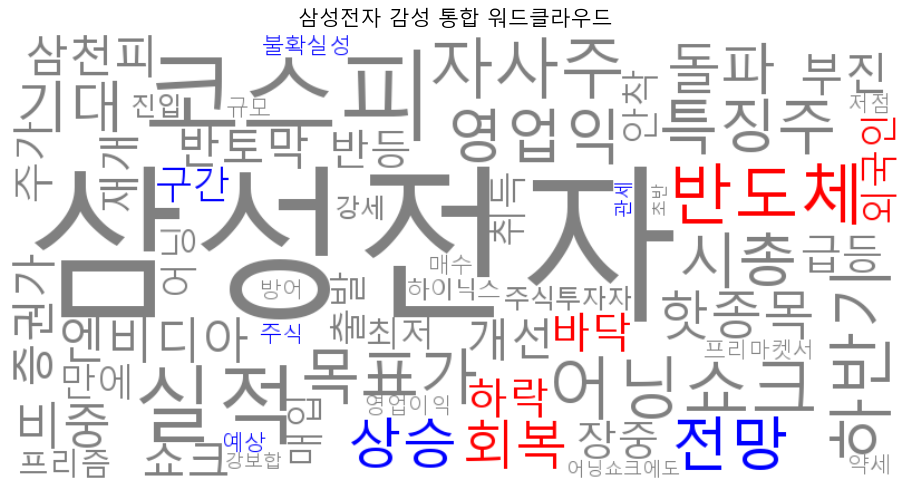 삼성전자 감성 통합 워드클라우드
삼천피
불확실성
코스피
자사주
돌파
부진
기대
진입
규모
안착
특징주
저점
영업익
반토막
반등
주가
재개
외국인
구간
강세
취득
관세
초반
반도체
삼성전자
어닝
시총
급등
매수
방어
하이닉스
주식투자자
출발
증권가
엔비디아
주식
최저
개선
바닥
핫종목
하반기
프리마켓서
만에
실적
목표가
하락
어닝쇼크
영업이익
매입
비중
상승
회복
장중
전망
예상
프리즘
쇼크
강보합
어닝쇼크에도
약세